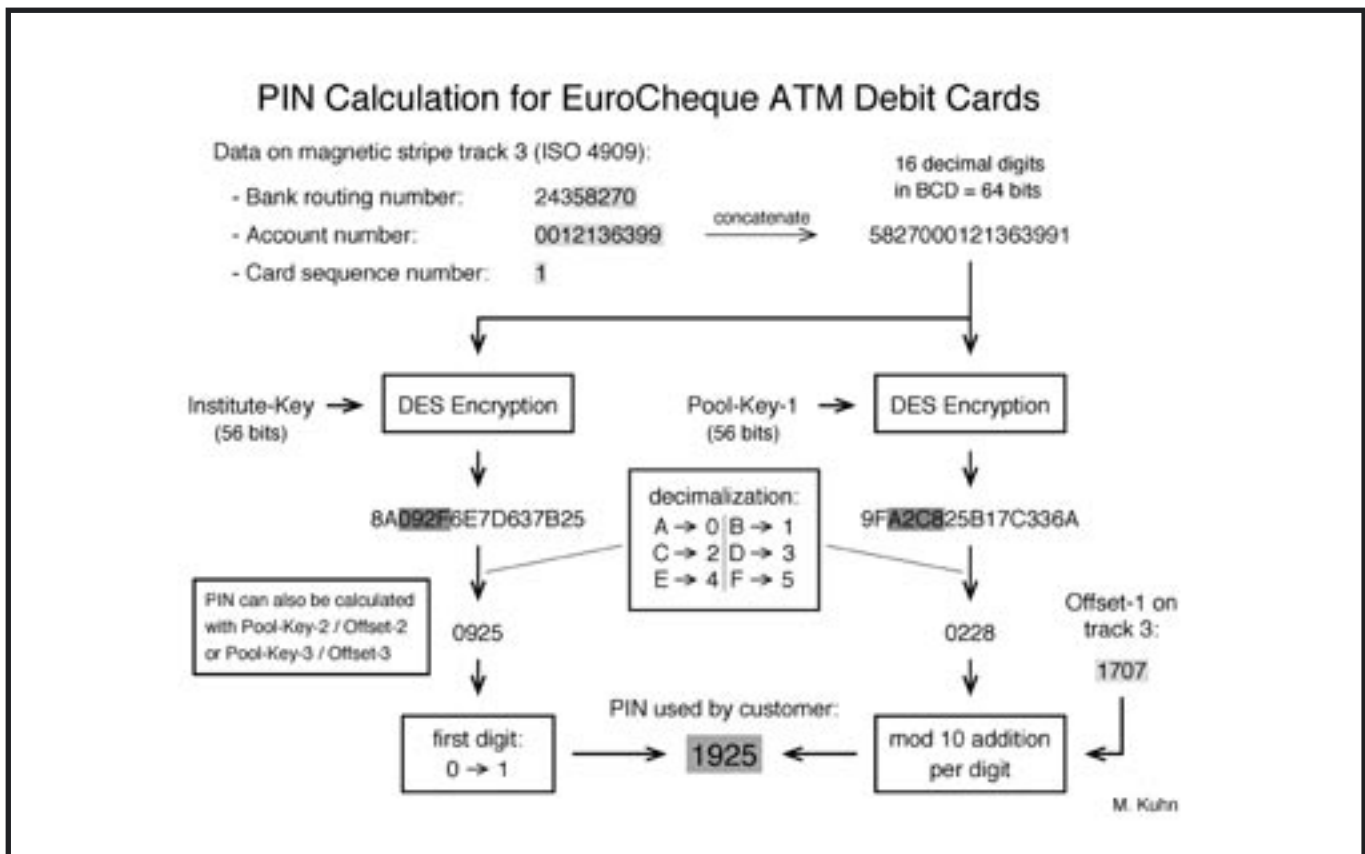 PIN Calculation for EuroCheque ATM Debit Cards
Data on magnetic stripe track 3 (ISO 4909):
- Bank routing number: 24358270
- Account number: 0012136399
- Card sequence number: 1
concatenate
16 decimal digits
in BCD = 64 bits
5827000121363991
Institute-Key
(56 bits)
DES Encryption
Pool-Key-1
(56 bits)
DES Encryption
8A092F6E7D637B25
decimalization:
A → 0 B → 1
C → 2 D → 3
E → 4 F → 5
9FA2C825B17C336A
PIN can also be calculated
with Pool-Key-2 / Offset-2
or Pool-Key-3 / Offset-3
0925
0228
Offset-1 on
track 3:
1707
first digit:
0 → 1
PIN used by customer:
1925
mod 10 addition
per digit
M. Kuhn